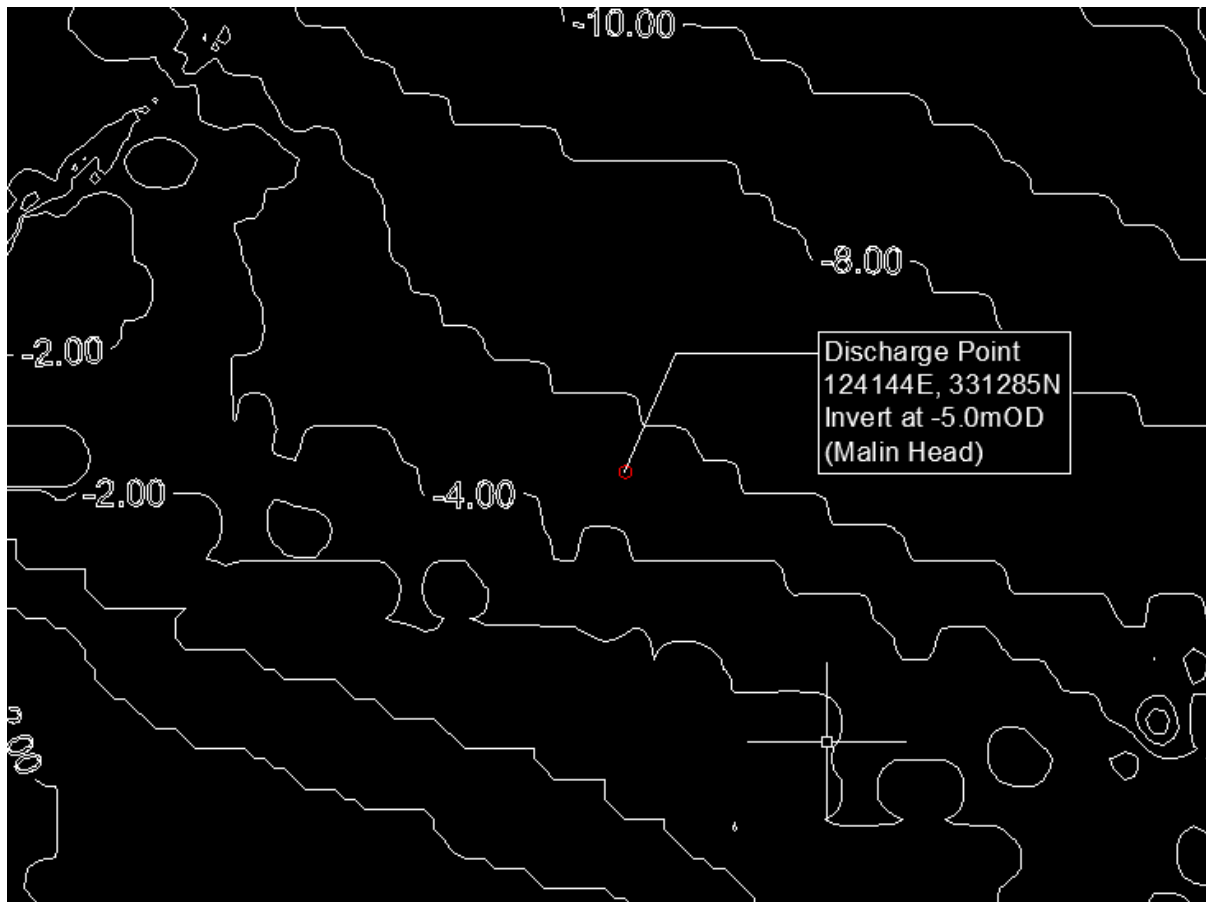 -10.00
-8.00
Discharge Point
124144E, 331285N
Invert at -5.0mOD
(Malin Head)
-2.00
-2.00
-4.00